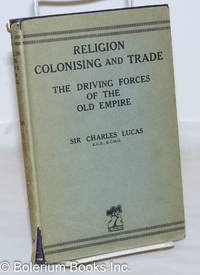 RELIGION
COLONISING AND TRADE
THE DRIVING FORCES
OF THE
OLD EMPIRE
SIR CHARLES LUCAS
K.C.B., K.C.M.G.
© Bolerium Books Inc.